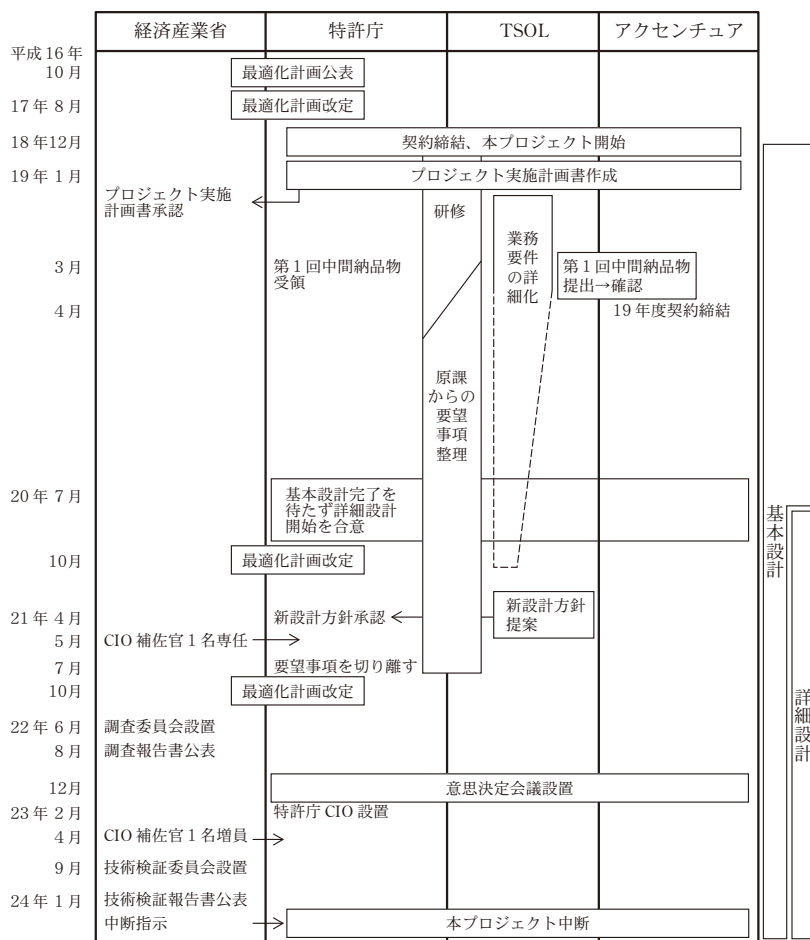 経済産業省 特許庁 TSOL アクセンチュア
平成16年
10月 最適化計画公表
17年8月 最適化計画改定
18年12月 契約締結、本プロジェクト開始
19年1月 プロジェクト実施計画書作成
プロジェクト実施
計画書承認
研修
業務
要件
の詳
細化
3月 第1回中間納品物
受領
第1回中間納品物
提出→確認
4月 19年度契約締結
原課
からの
要望
事項
整理
20年7月 基本設計完了を
待たず詳細設計
開始を合意
10月 最適化計画改定
21年4月 新設計方針承認
新設計方針
提案
5月 CIO補佐官1名専任
7月 要望事項を切り離す
10月 最適化計画改定
22年6月 調査委員会設置
8月 調査報告書公表
12月 意思決定会議設置
23年2月 特許庁CIO設置
4月 CIO補佐官1名増員
9月 技術検証委員会設置
24年1月 技術検証報告書公表
中断指示 本プロジェクト中断
基本設計
詳細設計